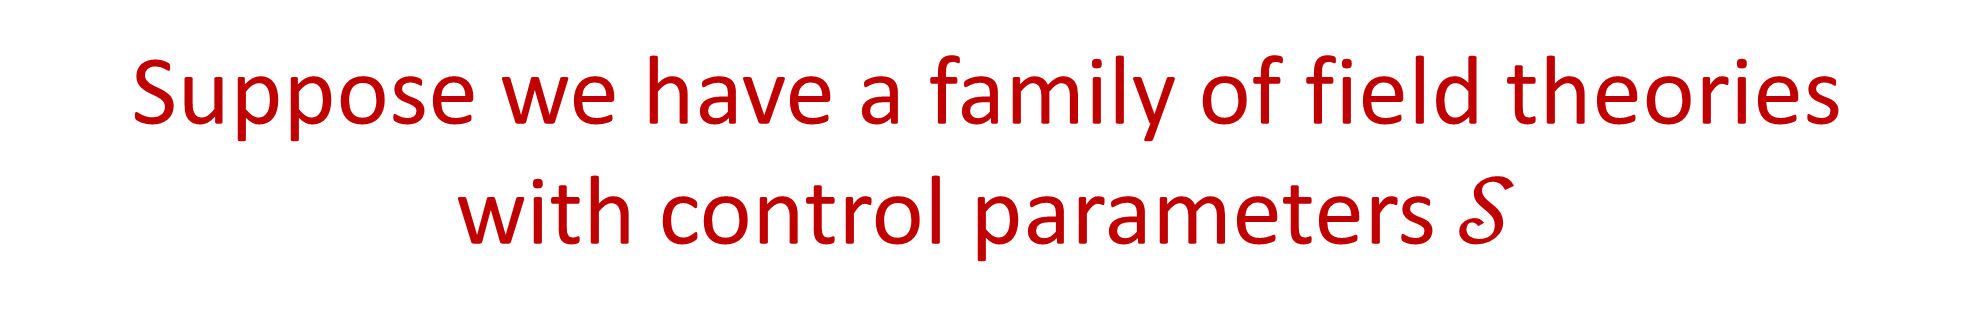 Suppose we have a family of field theories
with control parameters 𝒮